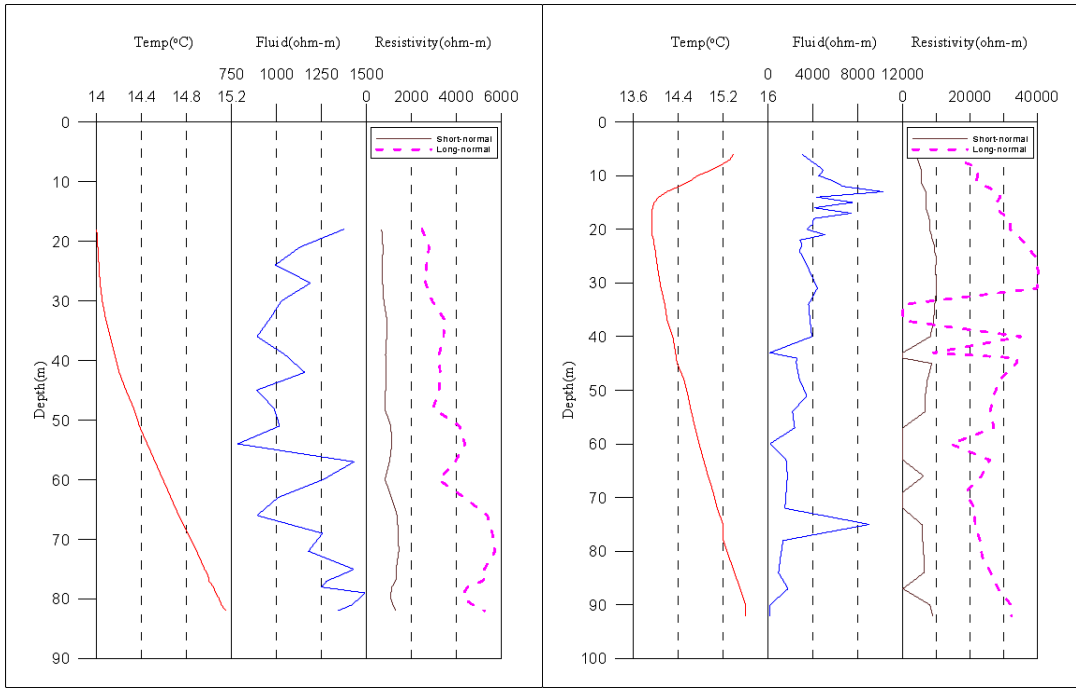 Temp(°C) Fluid(ohm-m) Resistivity(ohm-m)
750 1000 1250 1500
14 14.4 14.8 15.2 0 2000 4000 6000
0
Short-normal
Long-normal
10
20
30
40
Depth(m)
50
60
70
80
90
Temp(°C) Fluid(ohm-m) Resistivity(ohm-m)
0 4000 8000 12000
13.6 14.4 15.2 16 0 20000 40000
0
Short-normal
Long-normal
10
20
30
40
Depth(m)
50
60
70
80
90
100